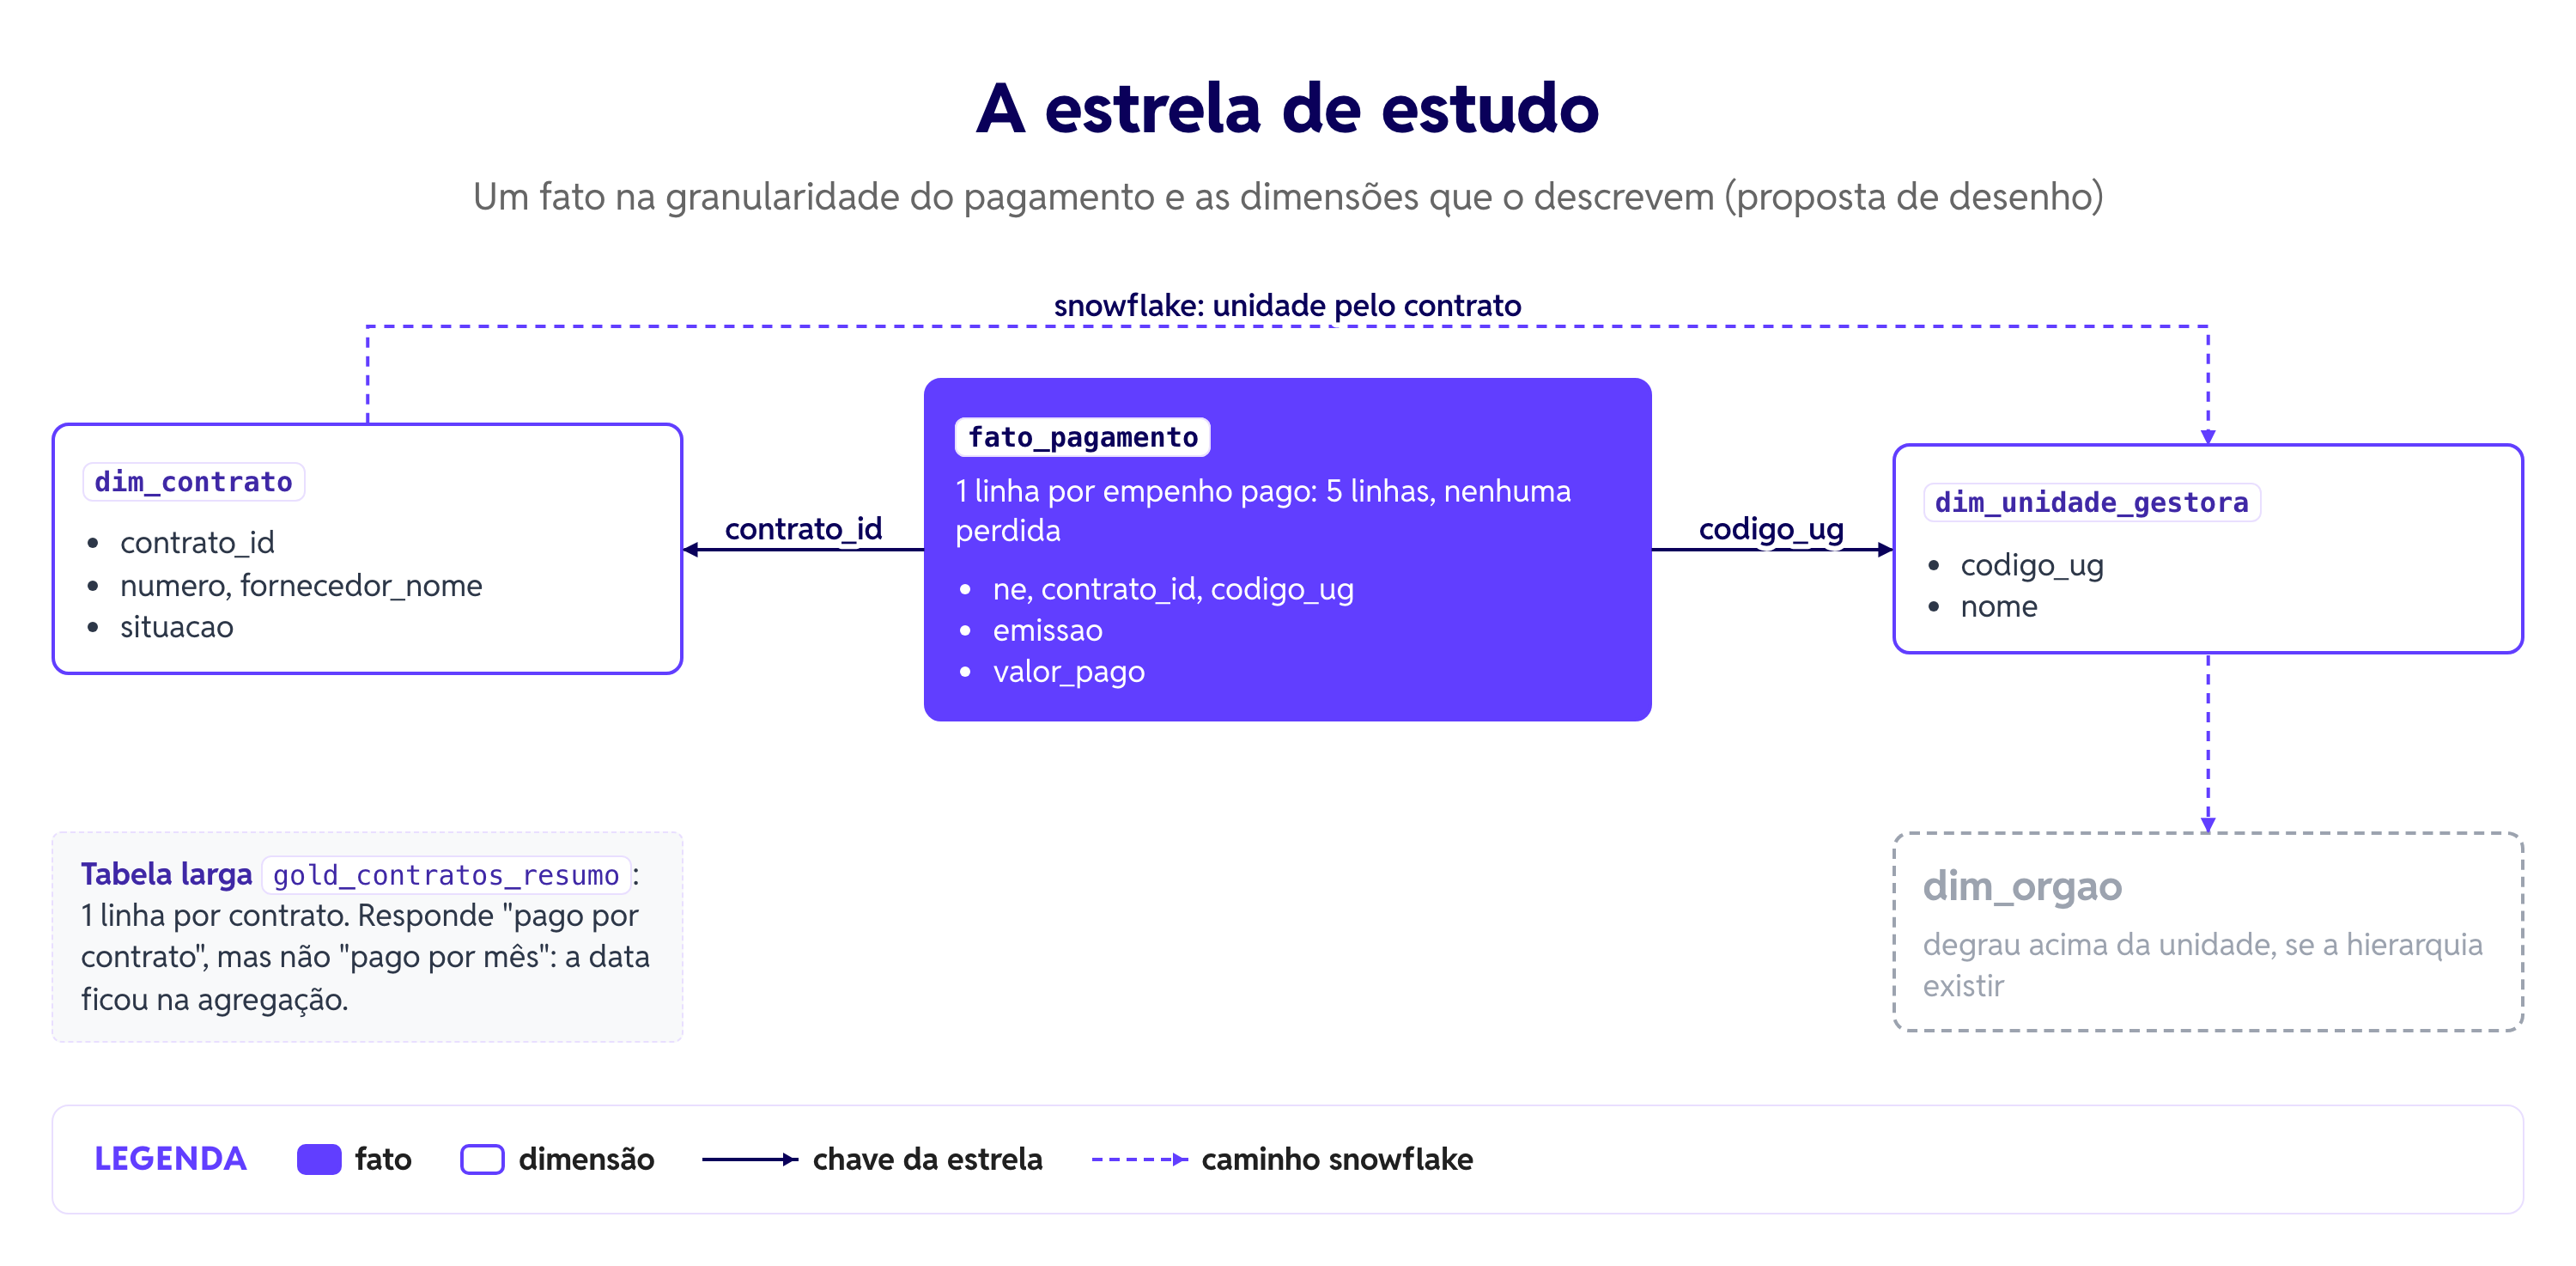 A estrela de estudo
Um fato na granularidade do pagamento e as dimensões que o descrevem (proposta de desenho)
snowflake: unidade pelo contrato
dim_contrato
• contrato_id
• numero, fornecedor_nome
• situacao
contrato_id
fato_pagamento
1 linha por empenho pago: 5 linhas, nenhuma
perdida
• ne, contrato_id, codigo_ug
• emissao
• valor_pago
codigo_ug
dim_unidade_gestora
• codigo_ug
• nome
Tabela larga gold_contratos_resumo:
1 linha por contrato. Responde "pago por
contrato", mas não "pago por mês": a data
ficou na agregação.
dim_orgao
degrau acima da unidade, se a hierarquia
existir
LEGENDA fato dimensão chave da estrela caminho snowflake